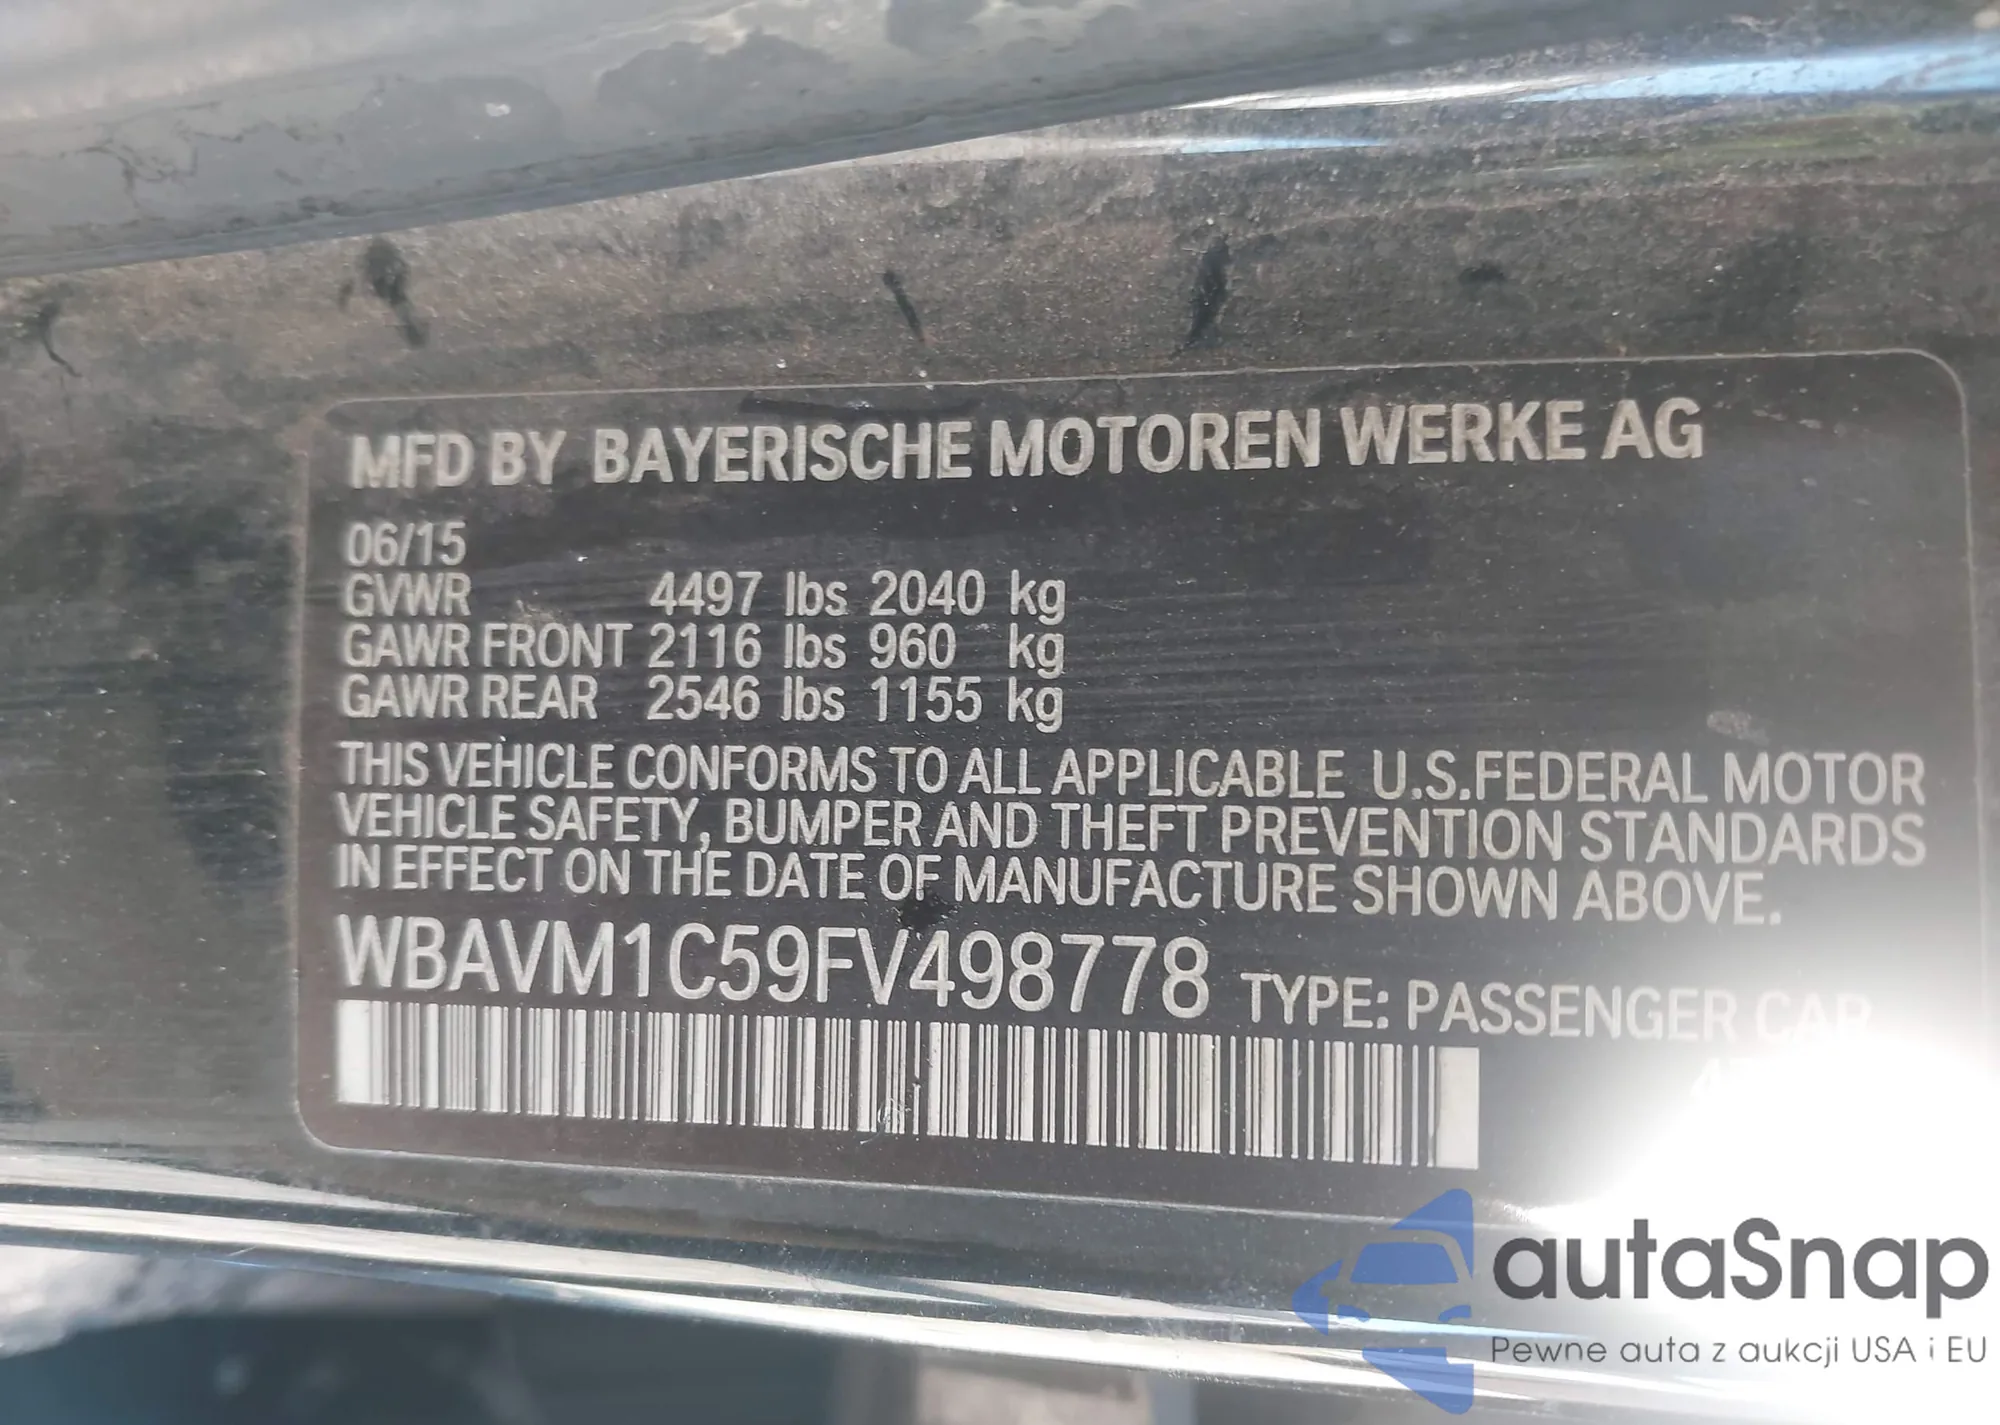 MFD BY BAYERISCHE MOTOREN WERKE AG
06/15
GVWR 4497 lbs 2040 kg
GAWR FRONT 2116 lbs 960 kg
GAWR REAR 2546 lbs 1155 kg
THIS VEHICLE CONFORMS TO ALL APPLICABLE U.S.FEDERAL MOTOR
VEHICLE SAFETY, BUMPER AND THEFT PREVENTION STANDARDS
IN EFFECT ON THE DATE OF MANUFACTURE SHOWN ABOVE.
WBAVM1C59FV498778 TYPE: PASSENGER CAR
autaSnap
Pewne auta z aukcji USA i EU